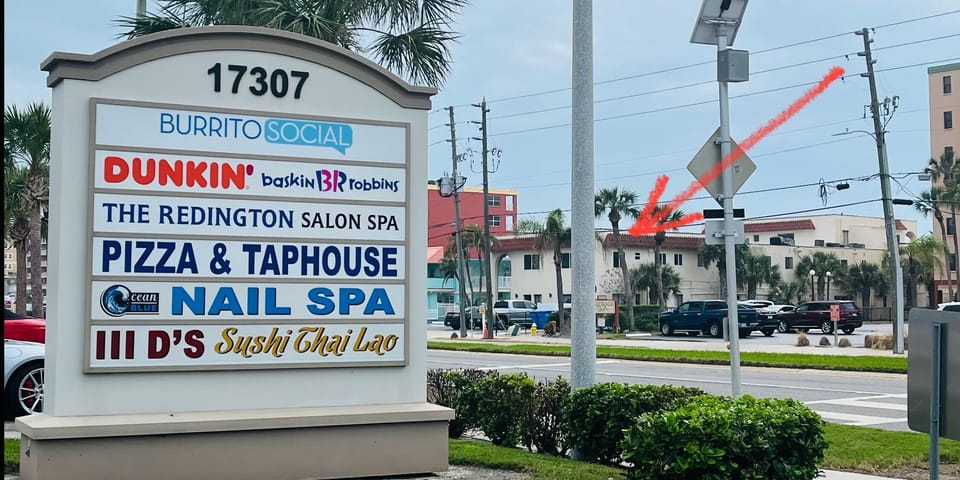 17307
BURRITO SOCIAL
DUNKIN' baskin BR robbins
THE REDINGTON SALON SPA
PIZZA & TAPHOUSE
Ocean BLUE NAIL SPA
III D'S Sushi Thai Lao